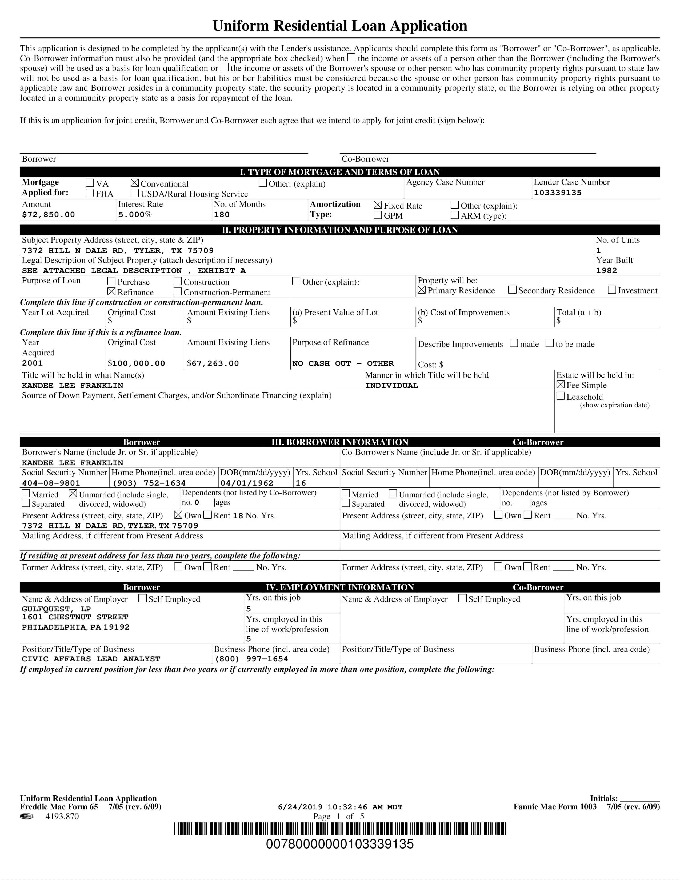 Uniform Residential Loan Application
This application is designed to be completed by the applicant(s) with the Lender's assistance. Applicants should complete this form as "Borrower" or "Co-Borrower", as applicable.
Co-Borrower information must also be provided (and the appropriate box checked) when the income or assets of a person other than the Borrower (including the Borrower's
spouse) will be used as a basis for loan qualification or the income or assets of the Borrower's spouse or other person who has community property rights pursuant to state law
will not be used as a basis for loan qualification, but his or her liabilities must be considered because the spouse or other person has community property rights pursuant to
applicable law and Borrower resides in a community property state, the security property is located in a community property state, or the Borrower is relying on other property
located in a community property state as a basis for repayment of the loan.
If this is an application for joint credit, Borrower and Co-Borrower each agree that we intend to apply for joint credit (sign below):
Borrower Co-Borrower
I. TYPE OF MORTGAGE AND TERMS OF LOAN
Mortgage VA Conventional Other: (explain) Agency Case Number Lender Case Number
Applied for: FHA USDA/Rural Housing Service 103339135
Amount Interest Rate No. of Months Amortization Fixed Rate Other (explain):
$72,850.00 5.000% 180 Type: GPM ARM (type):
II. PROPERTY INFORMATION AND PURPOSE OF LOAN
Subject Property Address (street, city, state & ZIP) No. of Units
7372 HILL N DALE RD, TYLER, TX 75709 1
Legal Description of Subject Property (attach description if necessary) Year Built
SEE ATTACHED LEGAL DESCRIPTION , EXHIBIT A 1982
Purpose of Loan Purchase Construction Other (explain): Property will be:
Refinance Construction-Permanent Primary Residence Secondary Residence Investment
Complete this line if construction or construction-permanent loan.
Year Lot Acquired Original Cost Amount Existing Liens (a) Present Value of Lot (b) Cost of Improvements Total (a + b)
$ $ $ $ $
Complete this line if this is a refinance loan.
Year Original Cost Amount Existing Liens Purpose of Refinance Describe Improvements made to be made
Acquired
2001 $100,000.00 $67,263.00 NO CASH OUT - OTHER Cost: $
Title will be held in what Name(s) Manner in which Title will be held Estate will be held in:
KANDEE LEE FRANKLIN INDIVIDUAL Fee Simple
Source of Down Payment, Settlement Charges, and/or Subordinate Financing (explain) Leasehold
(show expiration date)
Borrower III. BORROWER INFORMATION Co-Borrower
Borrower's Name (include Jr. or Sr. if applicable) Co-Borrower's Name (include Jr. or Sr. if applicable)
KANDEE LEE FRANKLIN
Social Security Number Home Phone(incl. area code) DOB(mm/dd/yyyy) Yrs. School Social Security Number Home Phone(incl. area code) DOB(mm/dd/yyyy) Yrs. School
404-08-9801 (903) 752-1634 04/01/1962 16
Married Unmarried (include single, Dependents (not listed by Co-Borrower) Married Unmarried (include single, Dependents (not listed by Borrower)
Separated divorced, widowed) no. 0 ages Separated divorced, widowed) no. ages
Present Address (street, city, state, ZIP) Own Rent 18 No. Yrs. Present Address (street, city, state, ZIP) Own Rent ____ No. Yrs.
7372 HILL N DALE RD, TYLER, TX 75709
Mailing Address, if different from Present Address Mailing Address, if different from Present Address
If residing at present address for less than two years, complete the following:
Former Address (street, city, state, ZIP) Own Rent ____ No. Yrs. Former Address (street, city, state, ZIP) Own Rent ____ No. Yrs.
Borrower IV. EMPLOYMENT INFORMATION Co-Borrower
Name & Address of Employer Self Employed Yrs. on this job Name & Address of Employer Self Employed Yrs. on this job
GULFQUEST, LP 5
1601 CHESTNUT STREET Yrs. employed in this Yrs. employed in this
PHILADELPHIA, PA 19192 line of work/profession line of work/profession
5
Position/Title/Type of Business Business Phone (incl. area code) Position/Title/Type of Business Business Phone (incl. area code)
CIVIC AFFAIRS LEAD ANALYST (800) 997-1654
If employed in current position for less than two years or if currently employed in more than one position, complete the following:
Uniform Residential Loan Application Initials: ________
Freddie Mac Form 65 7/05 (rev. 6/09) 6/24/2019 10:32:46 AM MDT Fannie Mae Form 1003 7/05 (rev. 6/09)
4193.870 Page 1 of 5
00780000000103339135